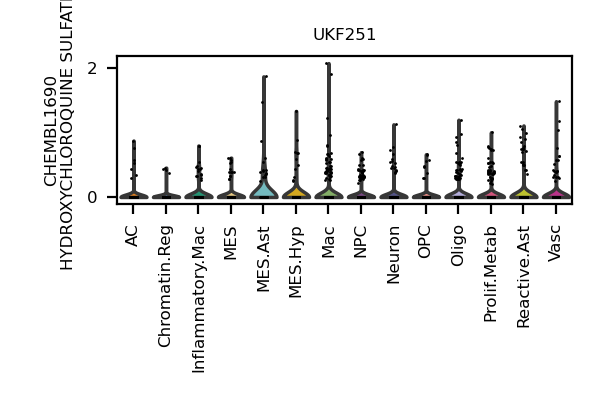 UKF251
CHEMBL1690
HYDROXYCHLOROQUINE
2
0
AC
Chromatin.Reg
Inflammatory.Mac
MES
MES.Ast
MES.Hyp
Mac
NPC
Neuron
OPC
Oligo
Prolif.Metab
Reactive.Ast
Vasc